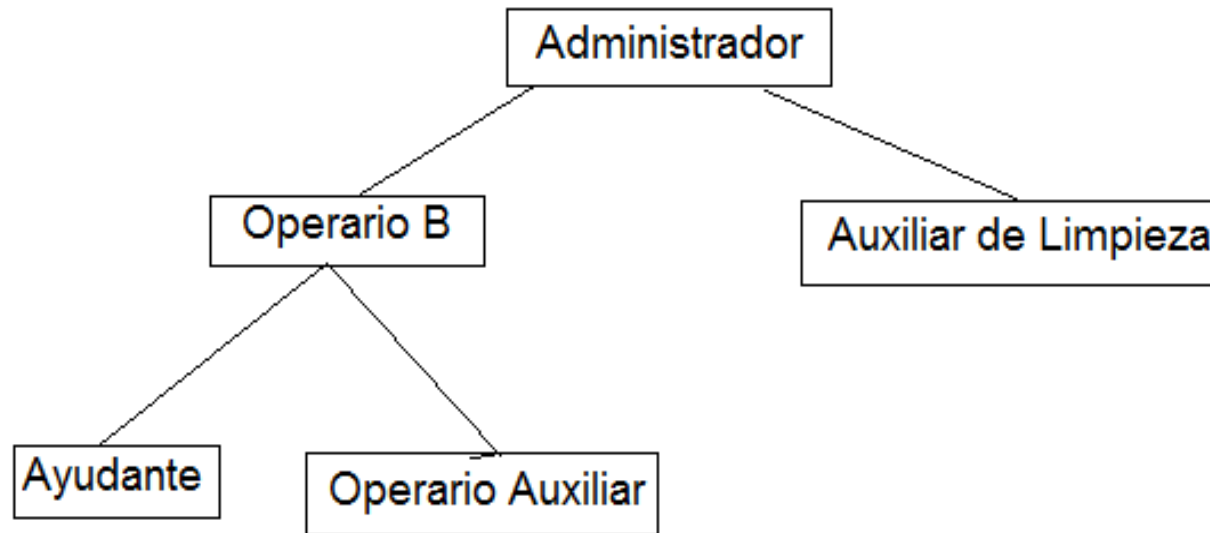 Administrador
Operario B
Auxiliar de Limpieza
Ayudante
Operario Auxiliar